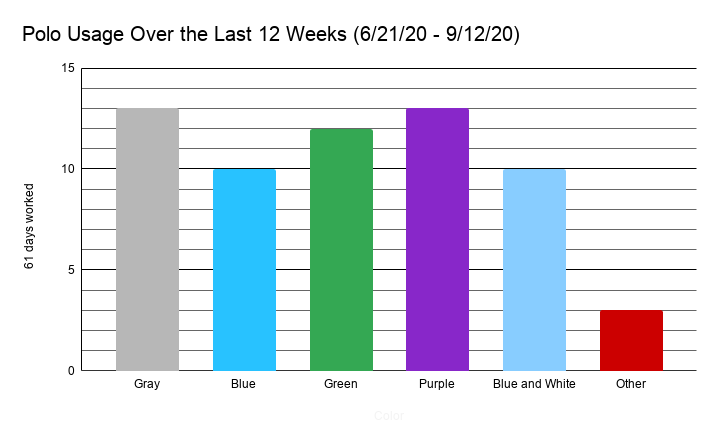 Polo Usage Over the Last 12 Weeks (6/21/20 - 9/12/20)
15
10
5
0
61 days worked
Gray Blue Green Purple Blue and White Other
Color